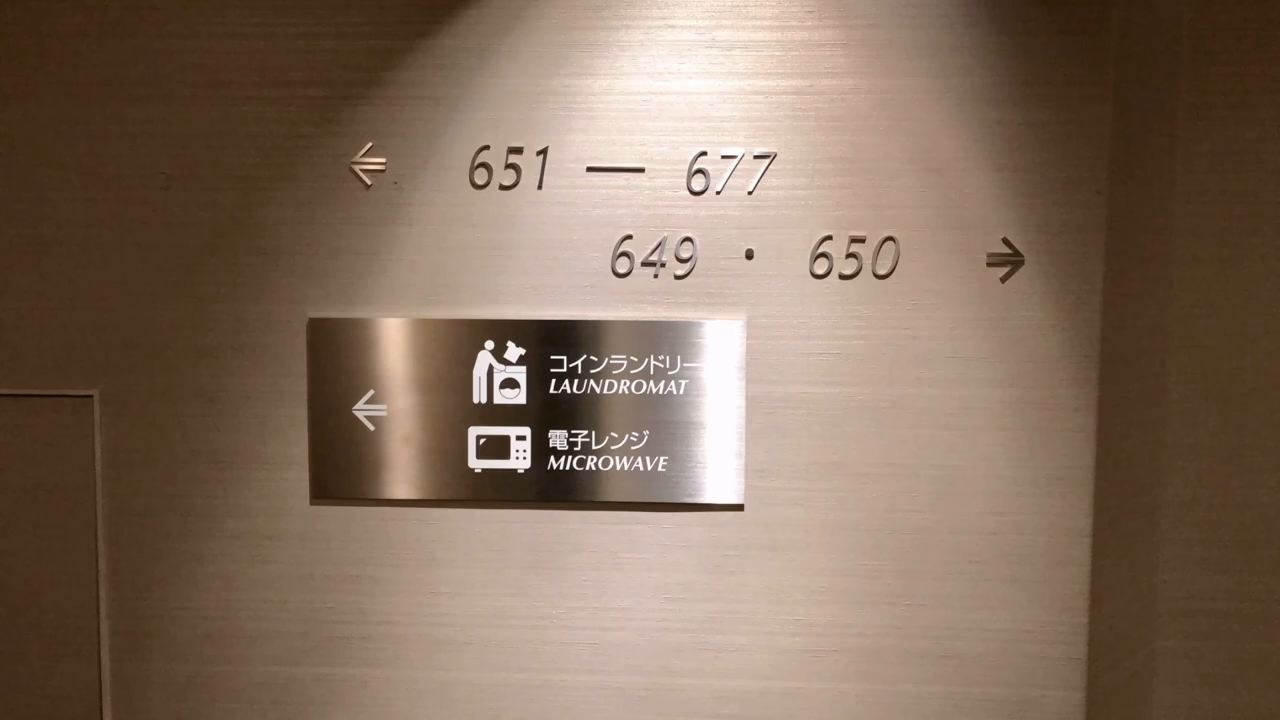 ← 651 — 677
649 · 650 →
← コインランドリー
LAUNDROMAT
電子レンジ
MICROWAVE